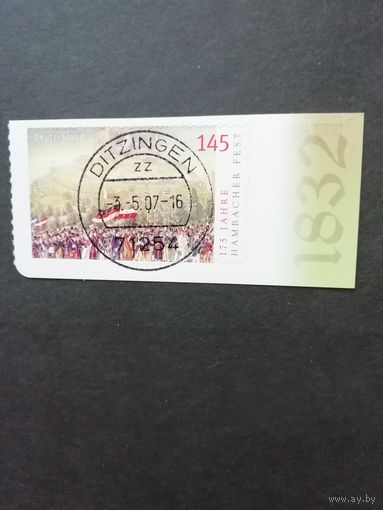 Deutschland
145
DITZINGEN
zz
-3.-5.07-16
71254
175 JAHRE
HAMBACHER FEST
1832
www.ay.by